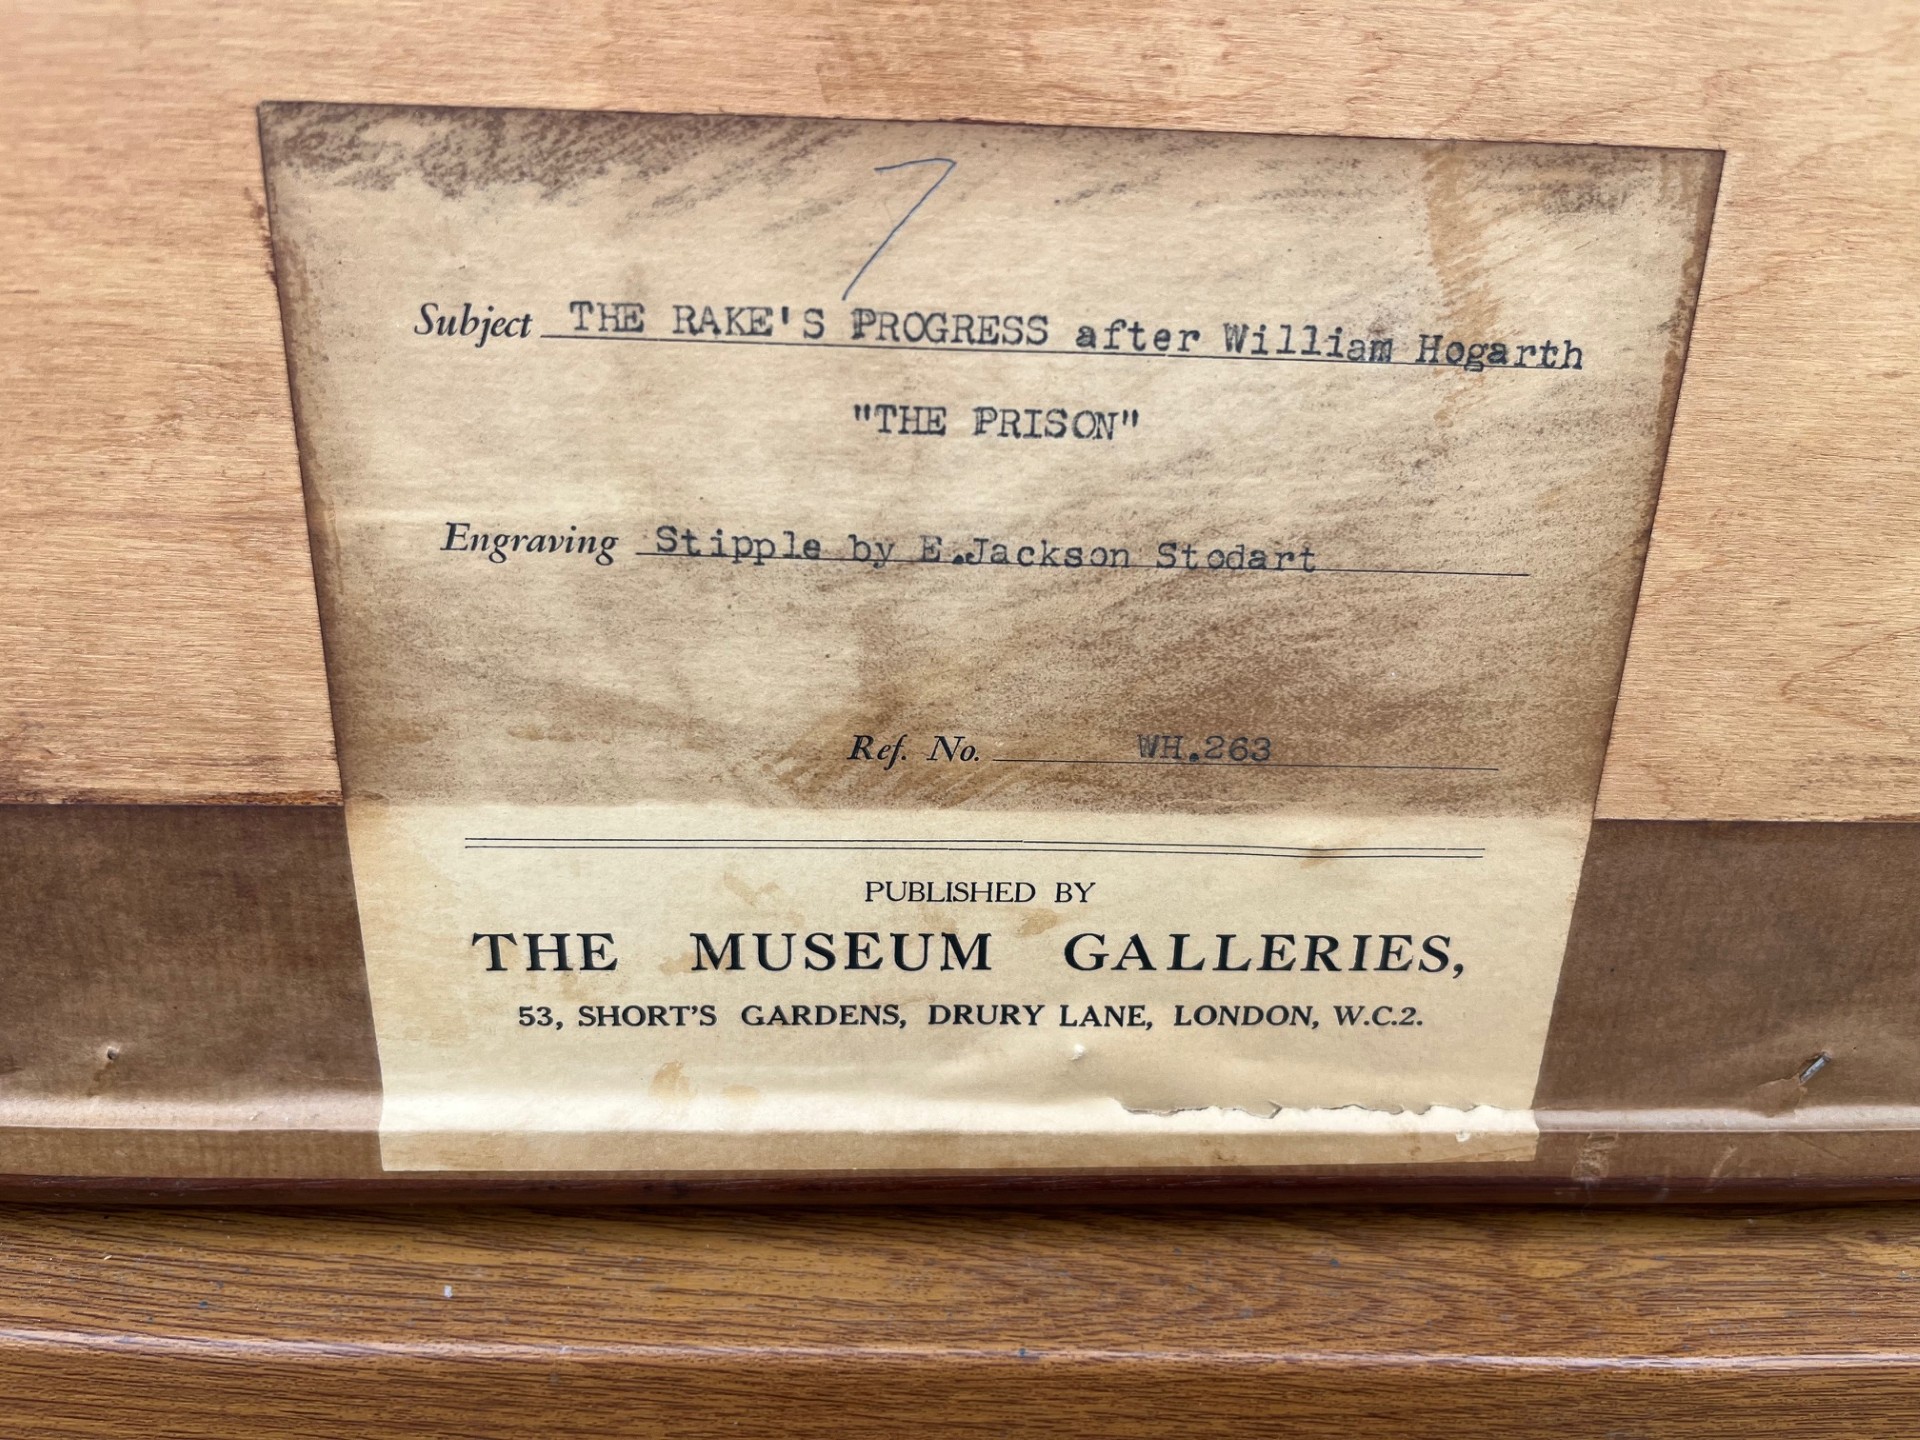 7
Subject THE RAKE'S PROGRESS after William Hogarth
"THE PRISON"
Engraving Stipple by E.Jackson Stodart
Ref. No. WH.263
PUBLISHED BY
THE MUSEUM GALLERIES,
53, SHORT'S GARDENS, DRURY LANE, LONDON, W.C.2.